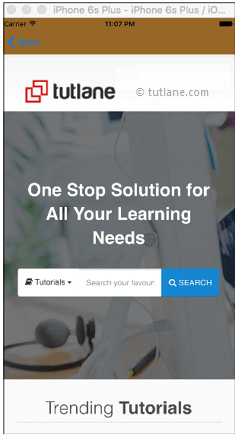 iPhone 6s Plus - iPhone 6s Plus / iO...
Carrier 11:07 PM
Back
tutlane © tutlane.com
One Stop Solution for
All Your Learning
Needs
Tutorials Search your favour SEARCH
Trending Tutorials